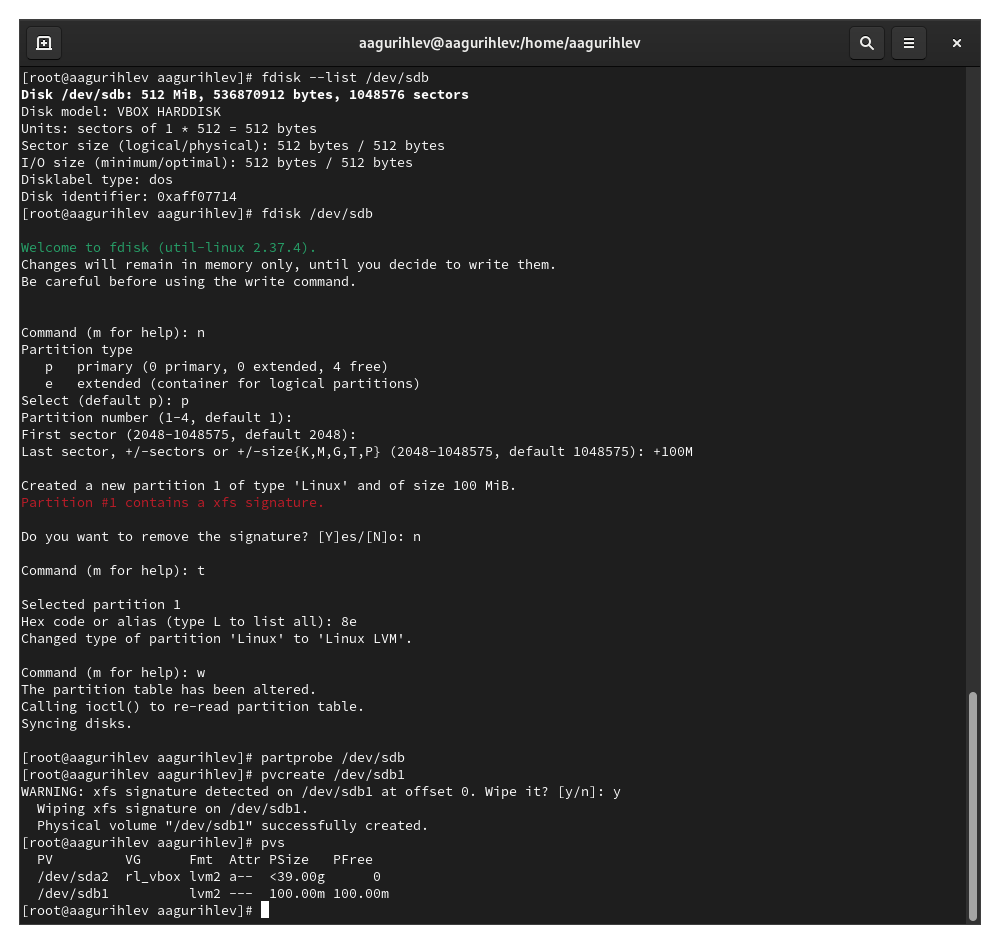 aagurihlev@aagurihlev:/home/aagurihlev
[root@aagurihlev aagurihlev]# fdisk --list /dev/sdb
Disk /dev/sdb: 512 MiB, 536870912 bytes, 1048576 sectors
Disk model: VBOX HARDDISK
Units: sectors of 1 * 512 = 512 bytes
Sector size (logical/physical): 512 bytes / 512 bytes
I/O size (minimum/optimal): 512 bytes / 512 bytes
Disklabel type: dos
Disk identifier: 0xaff07714
[root@aagurihlev aagurihlev]# fdisk /dev/sdb
Welcome to fdisk (util-linux 2.37.4).
Changes will remain in memory only, until you decide to write them.
Be careful before using the write command.
Command (m for help): n
Partition type
   p   primary (0 primary, 0 extended, 4 free)
   e   extended (container for logical partitions)
Select (default p): p
Partition number (1-4, default 1):
First sector (2048-1048575, default 2048):
Last sector, +/-sectors or +/-size{K,M,G,T,P} (2048-1048575, default 1048575): +100M
Created a new partition 1 of type 'Linux' and of size 100 MiB.
Partition #1 contains a xfs signature.
Do you want to remove the signature? [Y]es/[N]o: n
Command (m for help): t
Selected partition 1
Hex code or alias (type L to list all): 8e
Changed type of partition 'Linux' to 'Linux LVM'.
Command (m for help): w
The partition table has been altered.
Calling ioctl() to re-read partition table.
Syncing disks.
[root@aagurihlev aagurihlev]# partprobe /dev/sdb
[root@aagurihlev aagurihlev]# pvcreate /dev/sdb1
WARNING: xfs signature detected on /dev/sdb1 at offset 0. Wipe it? [y/n]: y
  Wiping xfs signature on /dev/sdb1.
  Physical volume "/dev/sdb1" successfully created.
[root@aagurihlev aagurihlev]# pvs
  PV         VG      Fmt  Attr PSize   PFree
  /dev/sda2  rl_vbox lvm2 a--  <39.00g      0
  /dev/sdb1          lvm2 ---  100.00m 100.00m
[root@aagurihlev aagurihlev]#